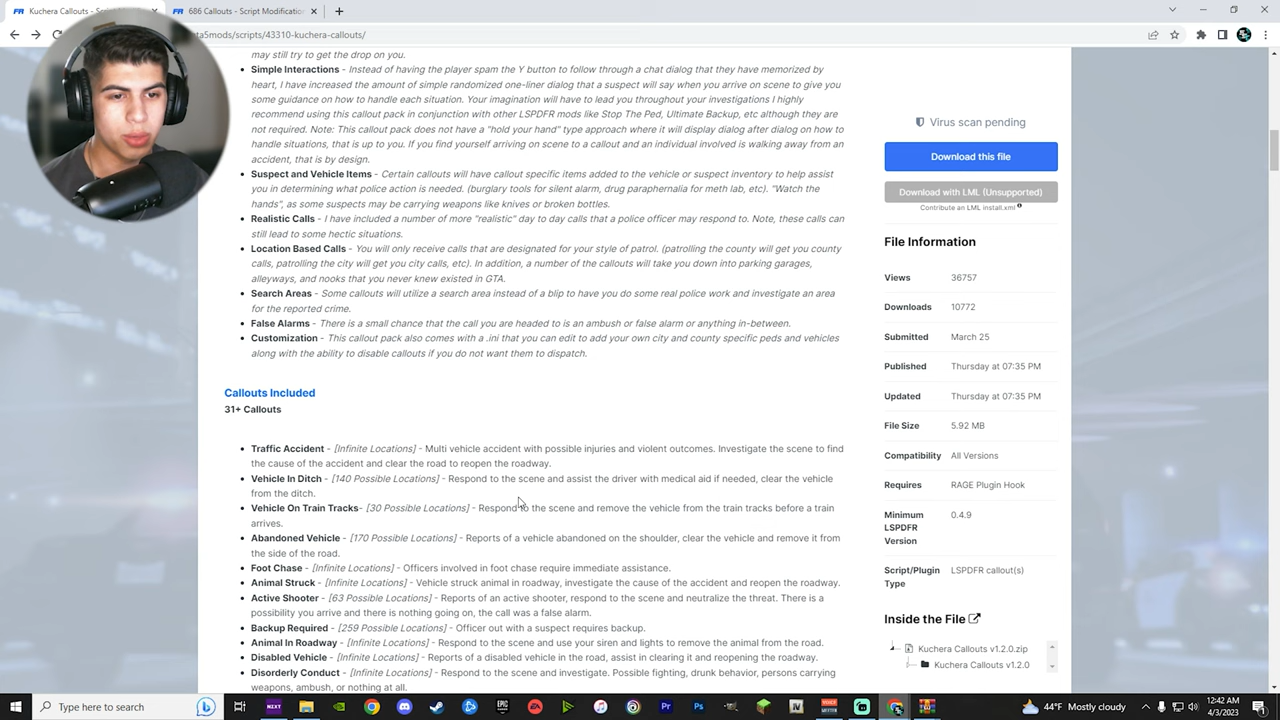 Kuchera Callouts - Script M
686 Callouts - Script Modification
ta5mods/scripts/43310-kuchera-callouts/
may still try to get the drop on you.
Simple Interactions - Instead of having the player spam the Y button to follow through a chat dialog that they have memorized by
heart, I have increased the amount of simple randomized one-liner dialog that a suspect will say when you arrive on scene to give you
some guidance on how to handle each situation. Your imagination will have to lead you throughout your investigations I highly
recommend using this callout pack in conjunction with other LSPDFR mods like Stop The Ped, Ultimate Backup, etc although they are
not required. Note: This callout pack does not have a "hold your hand" type approach where it will display dialog after dialog on how to
handle situations, that is up to you. If you find yourself arriving on scene to a callout and an individual involved is walking away from an
accident, that is by design.
Suspect and Vehicle Items - Certain callouts will have callout specific items added to the vehicle or suspect inventory to help assist
you in determining what police action is needed. (burglary tools for silent alarm, drug paraphernalia for meth lab, etc). "Watch the
hands", as some suspects may be carrying weapons like knives or broken bottles.
Realistic Calls - I have included a number of more "realistic" day to day calls that a police officer may respond to. Note, these calls can
still lead to some hectic situations.
Location Based Calls - You will only receive calls that are designated for your style of patrol. (patrolling the county will get you county
calls, patrolling the city will get you city calls, etc). In addition, a number of the callouts will take you down into parking garages,
alleyways, and nooks that you never knew existed in GTA.
Search Areas - Some callouts will utilize a search area instead of a blip to have you do some real police work and investigate an area
for the reported crime.
False Alarms - There is a small chance that the call you are headed to is an ambush or false alarm or anything in-between.
Customization - This callout pack also comes with a .ini that you can edit to add your own city and county specific peds and vehicles
along with the ability to disable callouts if you do not want them to dispatch.
Callouts Included
31+ Callouts
Traffic Accident - [Infinite Locations] - Multi vehicle accident with possible injuries and violent outcomes. Investigate the scene to find
the cause of the accident and clear the road to reopen the roadway.
Vehicle In Ditch - [140 Possible Locations] - Respond to the scene and assist the driver with medical aid if needed, clear the vehicle
from the ditch.
Vehicle On Train Tracks- [30 Possible Locations] - Respond to the scene and remove the vehicle from the train tracks before a train
arrives.
Abandoned Vehicle - [170 Possible Locations] - Reports of a vehicle abandoned on the shoulder, clear the vehicle and remove it from
the side of the road.
Foot Chase - [Infinite Locations] - Officers involved in foot chase require immediate assistance.
Animal Struck - [Infinite Locations] - Vehicle struck animal in roadway, investigate the cause of the accident and reopen the roadway.
Active Shooter - [63 Possible Locations] - Reports of an active shooter, respond to the scene and neutralize the threat. There is a
possibility you arrive and there is nothing going on, the call was a false alarm.
Backup Required - [259 Possible Locations] - Officer out with a suspect requires backup.
Animal In Roadway - [Infinite Locations] - Respond to the scene and use your siren and lights to remove the animal from the road.
Disabled Vehicle - [Infinite Locations] - Reports of a disabled vehicle in the road, assist in clearing it and reopening the roadway.
Disorderly Conduct - [Infinite Locations] - Respond to the scene and investigate. Possible fighting, drunk behavior, persons carrying
weapons, ambush, or nothing at all.
Virus scan pending
Download this file
Download with LML (Unsupported)
Contribute an LML install.xml
File Information
Views 36757
Downloads 10772
Submitted March 25
Published Thursday at 07:35 PM
Updated Thursday at 07:35 PM
File Size 5.92 MB
Compatibility All Versions
Requires RAGE Plugin Hook
Minimum 0.4.9
LSPDFR
Version
Script/Plugin LSPDFR callout(s)
Type
Inside the File
Kuchera Callouts v1.2.0.zip
Kuchera Callouts v1.2.0
Type here to search
44°F Mostly cloudy
12:42 AM
4/3/2023